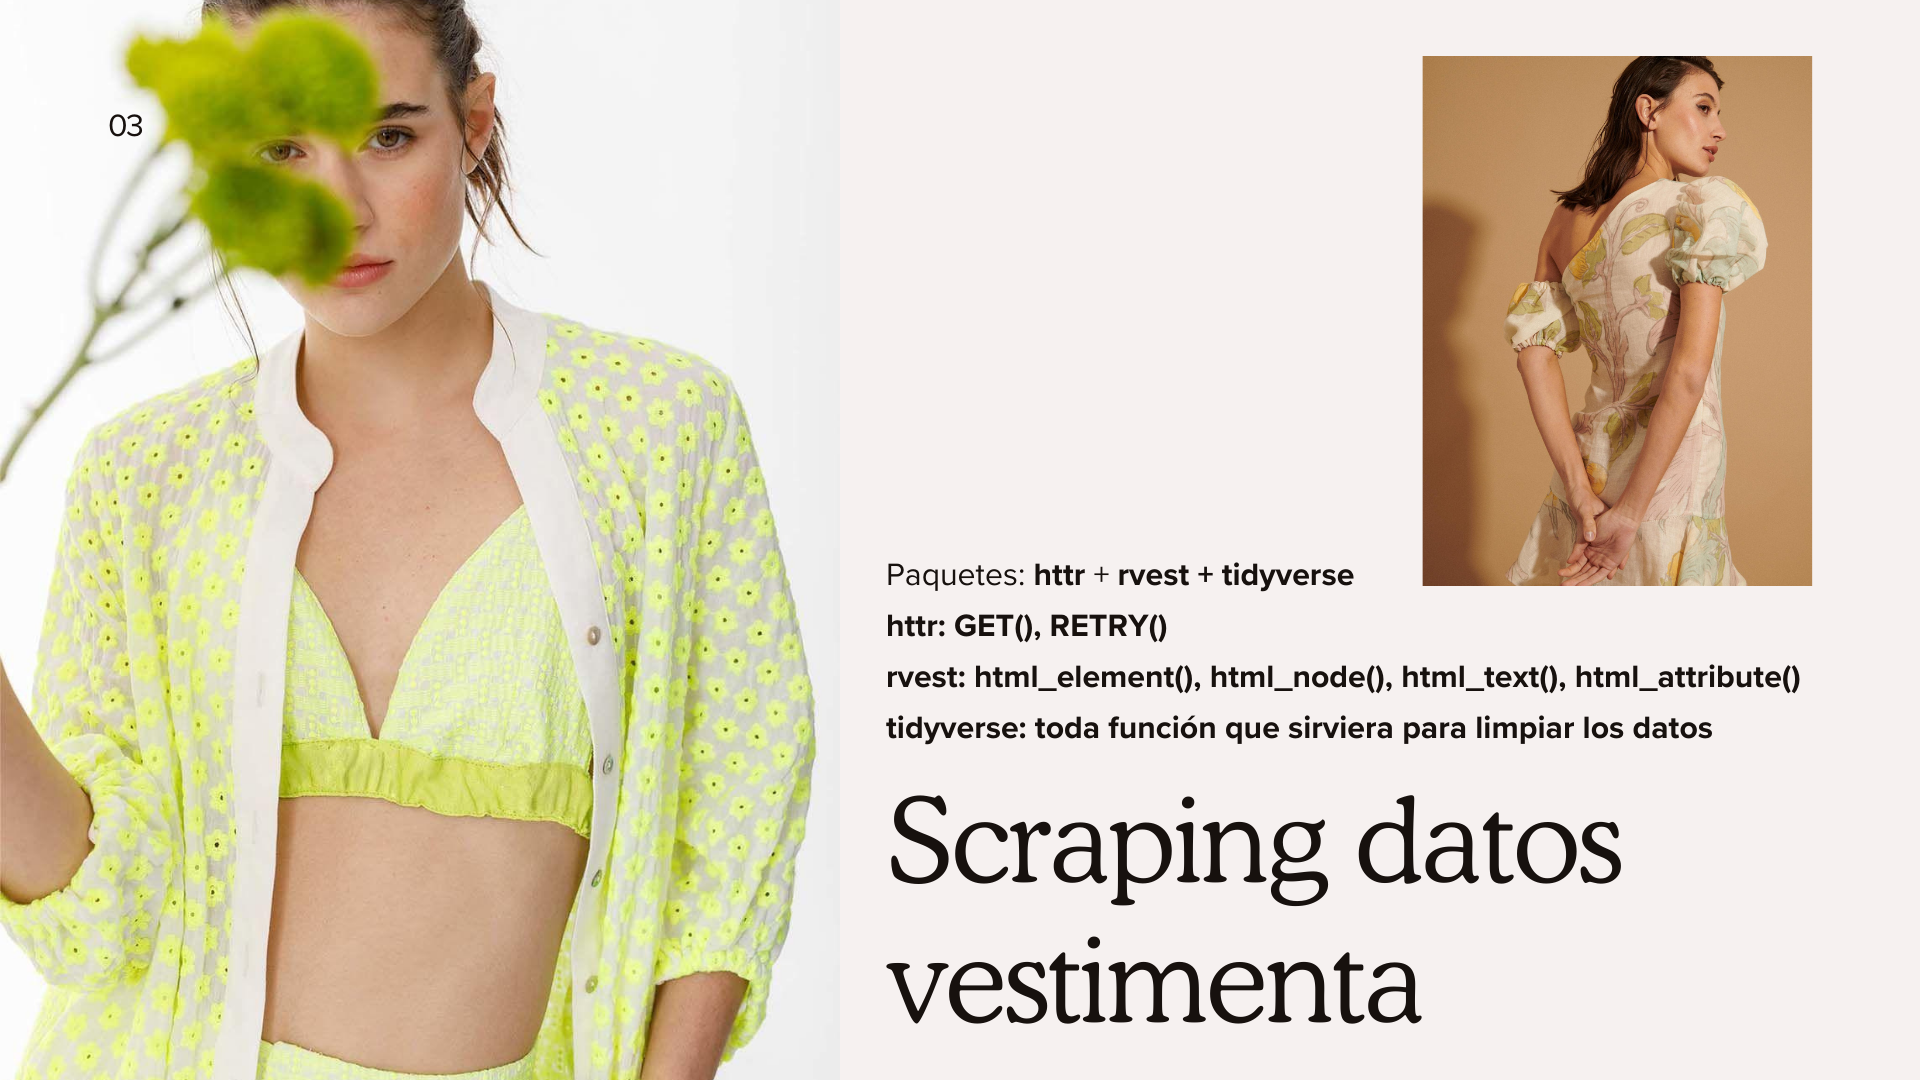 03
Paquetes: httr + rvest + tidyverse
httr: GET(), RETRY()
rvest: html_element(), html_node(), html_text(), html_attribute()
tidyverse: toda función que sirviera para limpiar los datos
Scraping datos
vestimenta